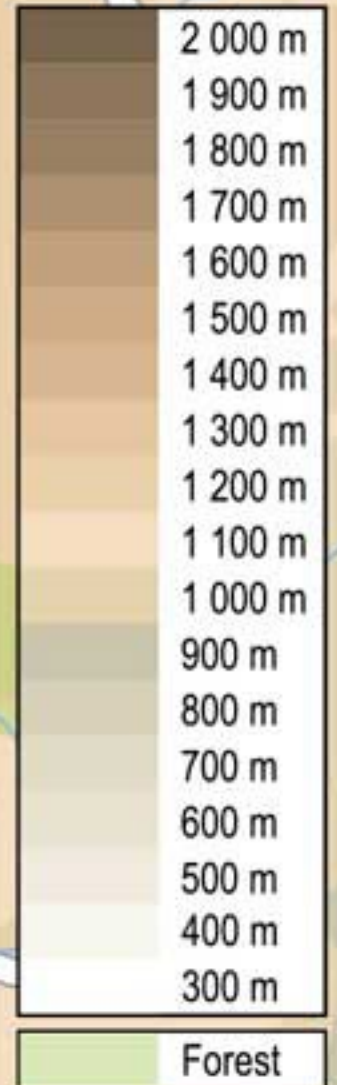 2 000 m
1 900 m
1 800 m
1 700 m
1 600 m
1 500 m
1 400 m
1 300 m
1 200 m
1 100 m
1 000 m
900 m
800 m
700 m
600 m
500 m
400 m
300 m
Forest